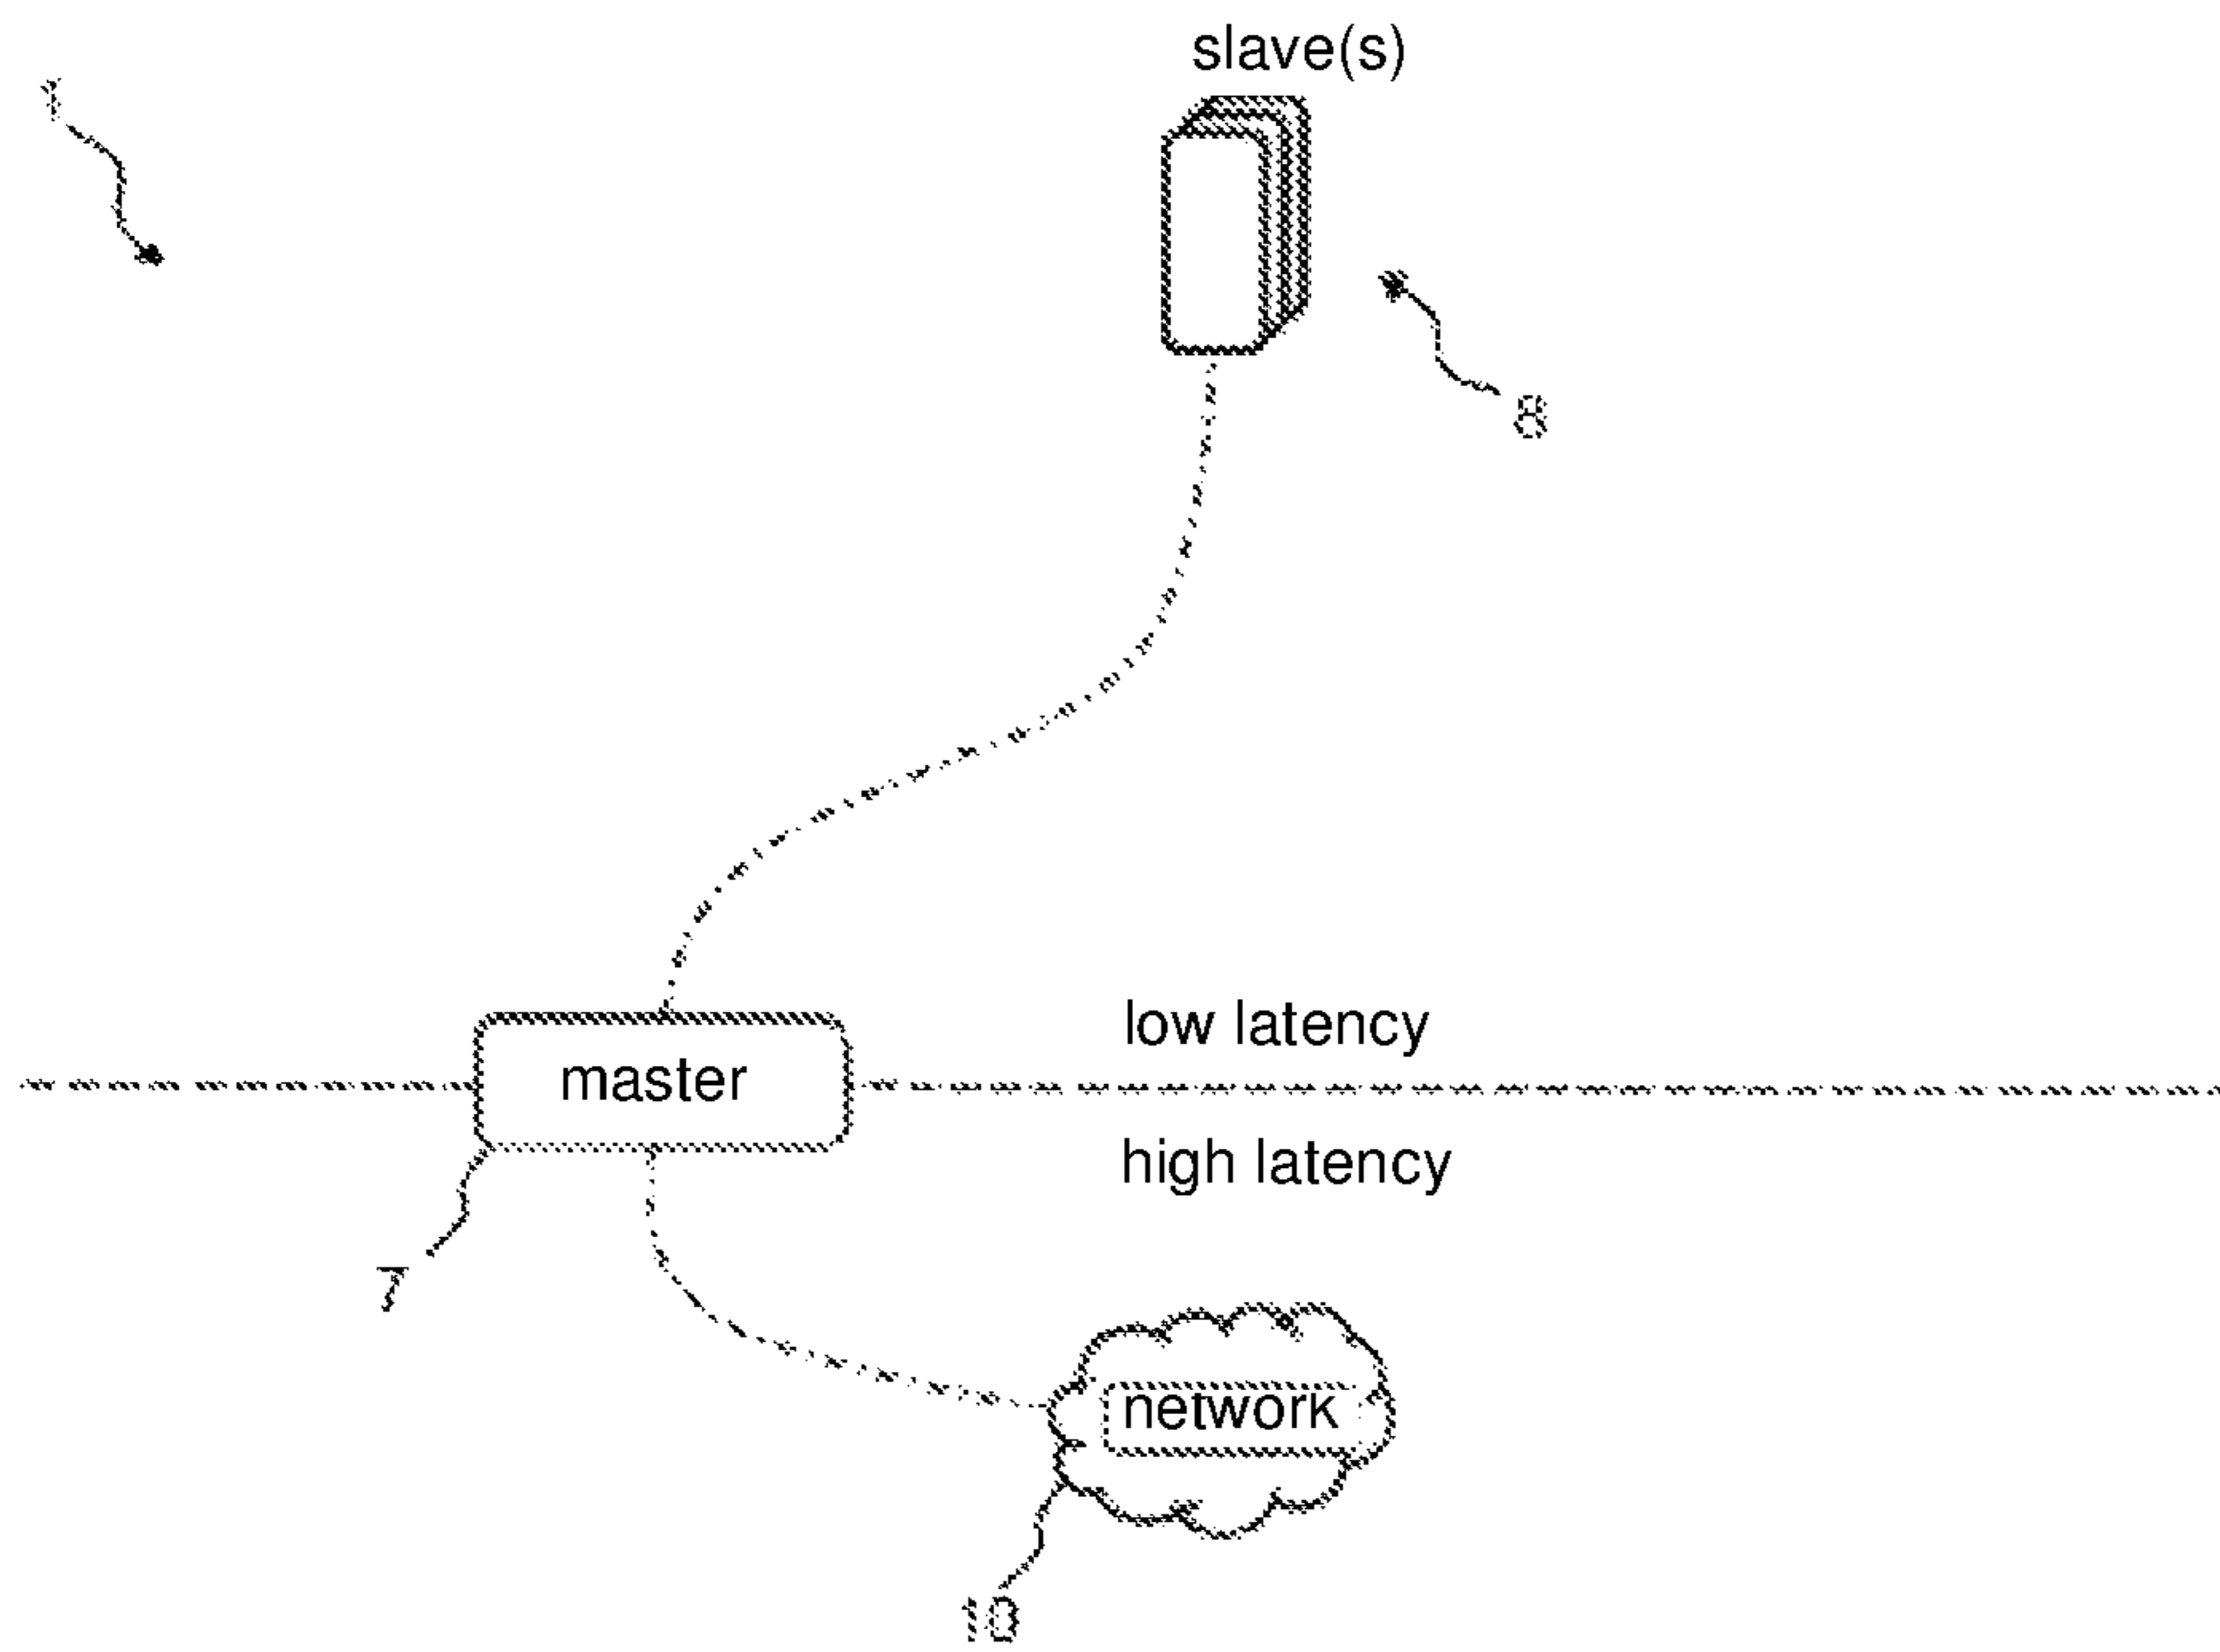 slave(s)
1
8
low latency
master
high latency
7
network
10